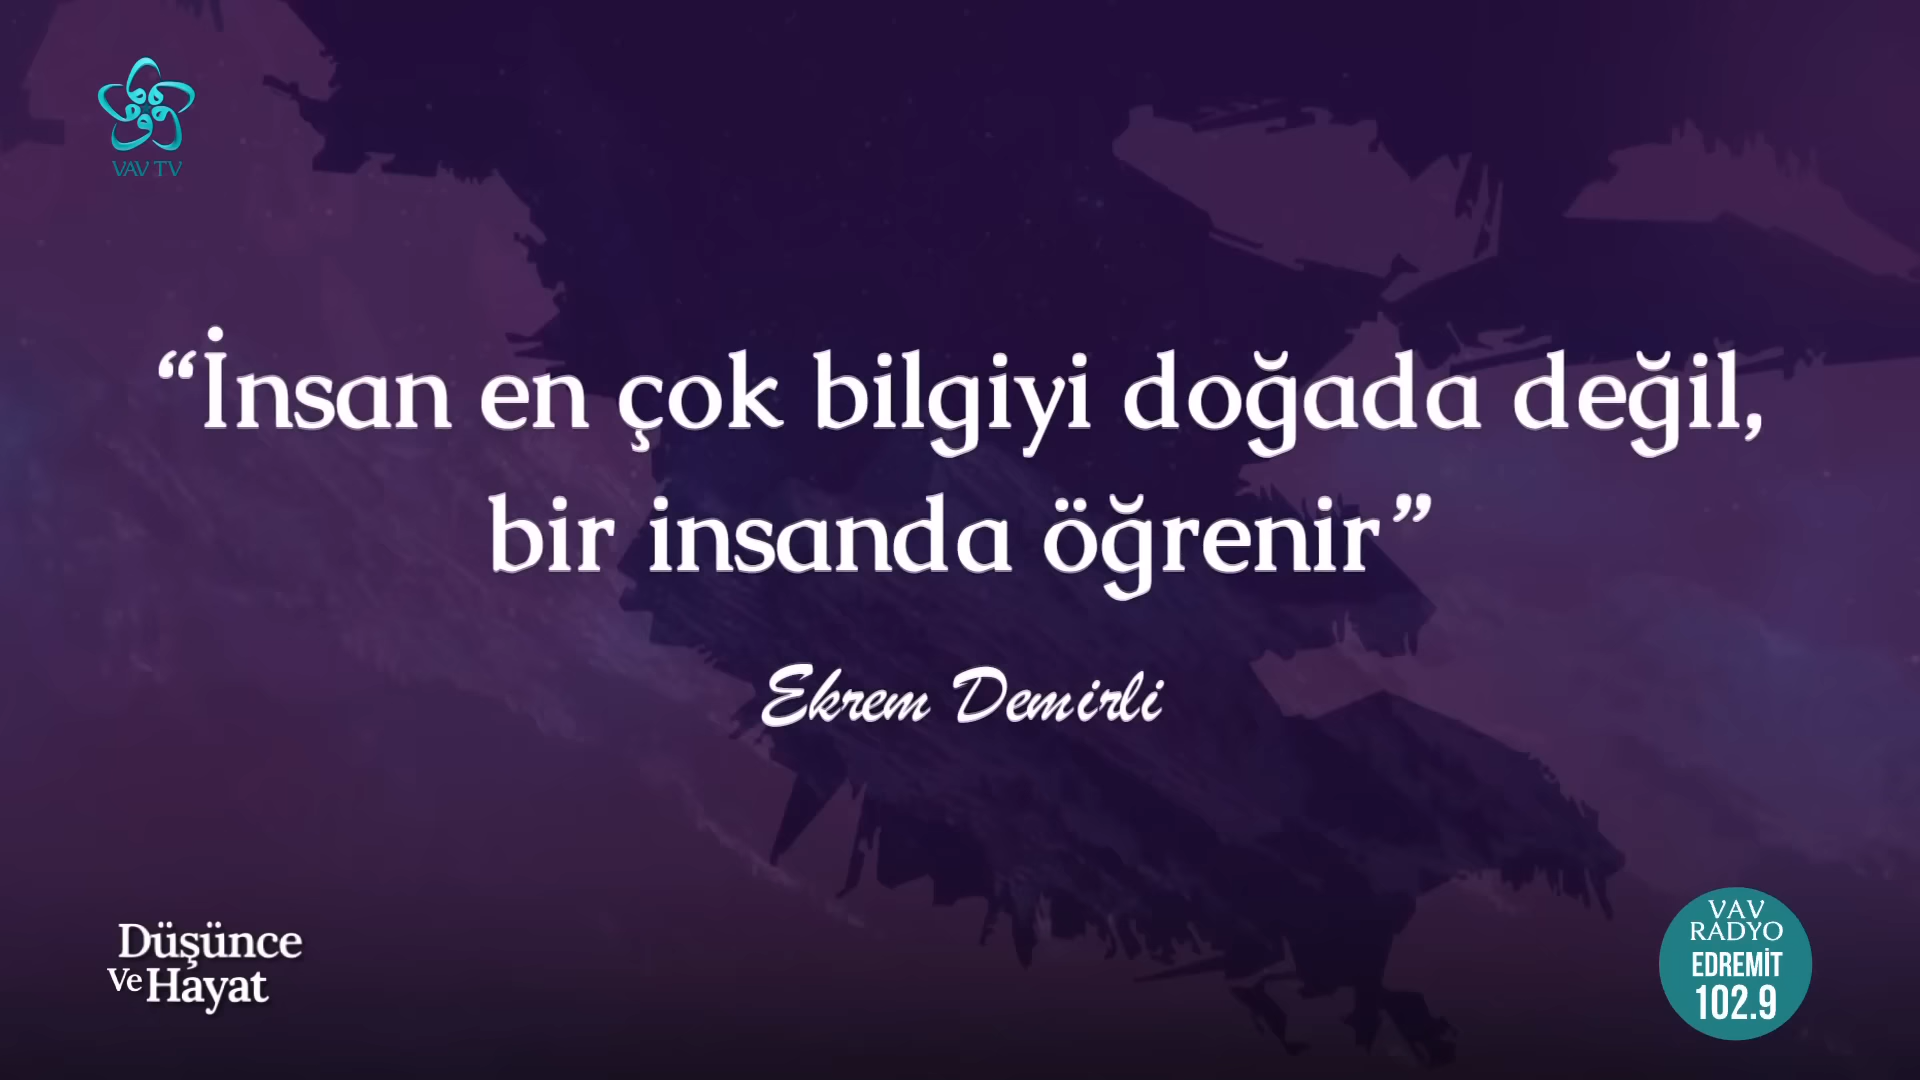 VAV TV
“İnsan en çok bilgiyi doğada değil,
bir insanda öğrenir”
Ekrem Demirli
Düşünce
Ve Hayat
VAV
RADYO
EDREMİT
102.9